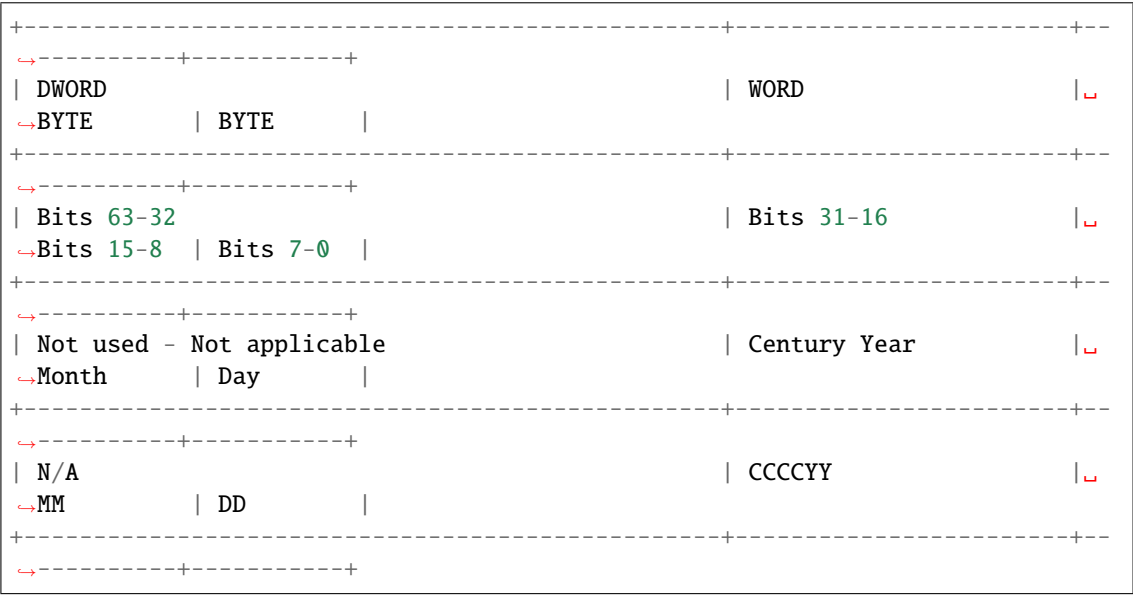 +--------------------------------------------------+------------------------+--
↪----------+-----------+
| DWORD                                            | WORD                   |␣
↪BYTE       | BYTE      |
+--------------------------------------------------+------------------------+--
↪----------+-----------+
| Bits 63-32                                       | Bits 31-16             |␣
↪Bits 15-8  | Bits 7-0  |
+--------------------------------------------------+------------------------+--
↪----------+-----------+
| Not used - Not applicable                        | Century Year           |␣
↪Month      | Day       |
+--------------------------------------------------+------------------------+--
↪----------+-----------+
| N/A                                              | CCCCYY                 |␣
↪MM         | DD        |
+--------------------------------------------------+------------------------+--
↪----------+-----------+